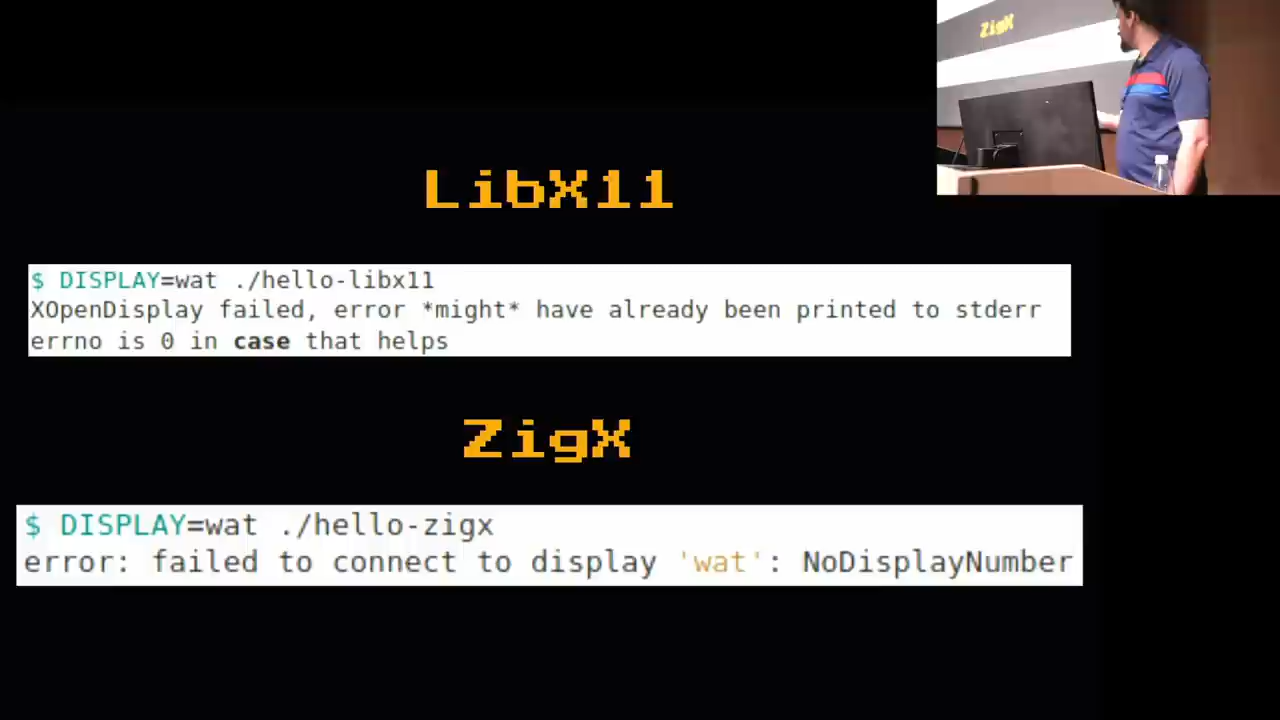 ZigX
LibX11
$ DISPLAY=wat ./hello-libx11
XOpenDisplay failed, error *might* have already been printed to stderr
errno is 0 in case that helps
ZigX
$ DISPLAY=wat ./hello-zigx
error: failed to connect to display 'wat': NoDisplayNumber